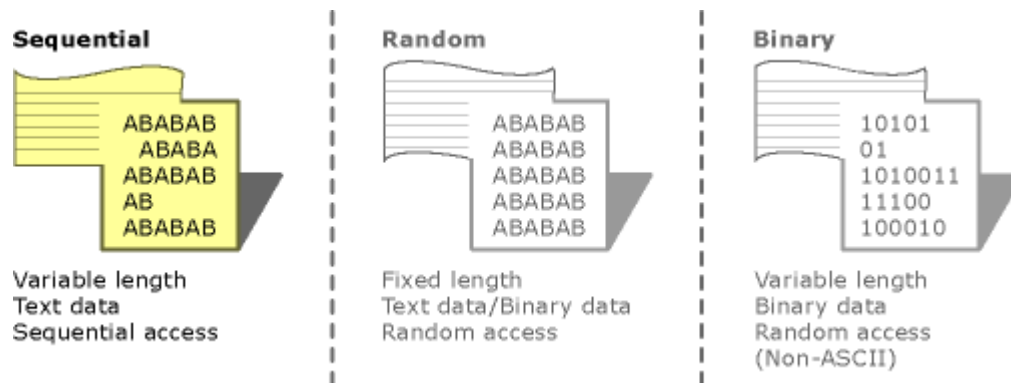 Sequential
ABABAB
ABABA
ABABAB
AB
ABABAB
Variable length
Text data
Sequential access
Random
ABABAB
ABABAB
ABABAB
ABABAB
ABABAB
Fixed length
Text data/Binary data
Random access
Binary
10101
01
1010011
11100
100010
Variable length
Binary data
Random access
(Non-ASCII)